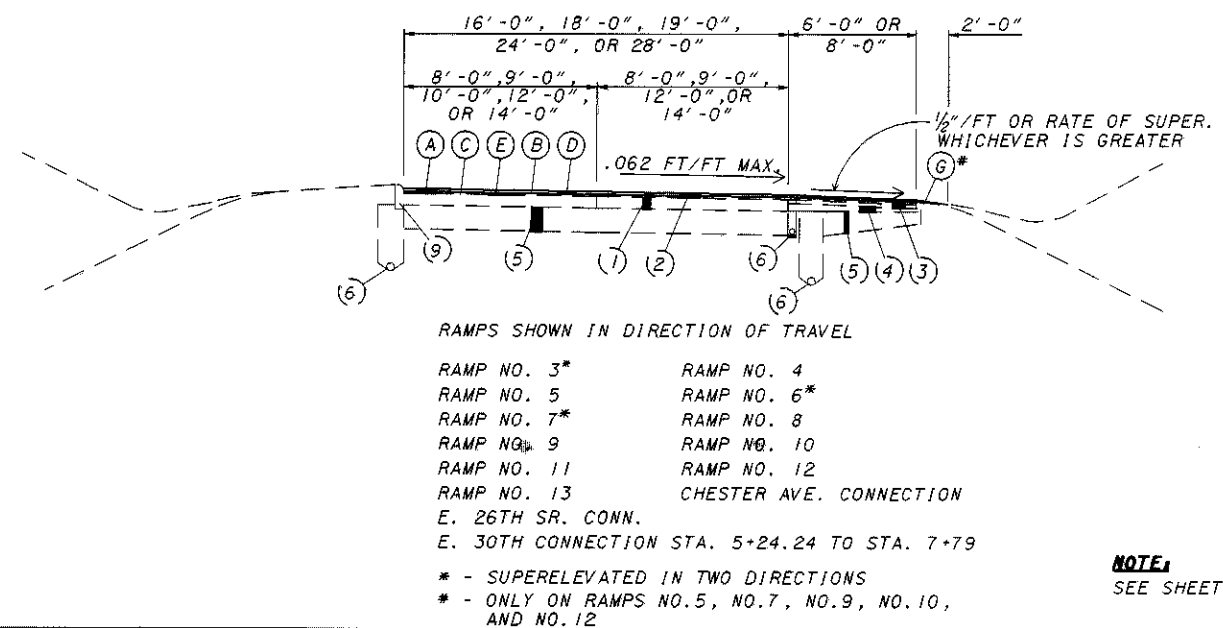 16'-0", 18'-0", 19'-0",
24'-0", OR 28'-0"
6'-0" OR
8'-0"
2'-0"
8'-0",9'-0",
10'-0",12'-0",
OR 14'-0"
8'-0",9'-0",
12'-0",OR
14'-0"
½"/FT OR RATE OF SUPER.
WHICHEVER IS GREATER
A C E B D
.062 FT/FT MAX.
G*
9 5 1 2 6 5 4 3
6 6
RAMPS SHOWN IN DIRECTION OF TRAVEL
RAMP NO. 3* RAMP NO. 4
RAMP NO. 5 RAMP NO. 6*
RAMP NO. 7* RAMP NO. 8
RAMP NO. 9 RAMP NO. 10
RAMP NO. 11 RAMP NO. 12
RAMP NO. 13 CHESTER AVE. CONNECTION
E. 26TH SR. CONN.
E. 30TH CONNECTION STA. 5+24.24 TO STA. 7+79
* - SUPERELEVATED IN TWO DIRECTIONS
* - ONLY ON RAMPS NO.5, NO.7, NO.9, NO.10,
AND NO.12
NOTE:
SEE SHEET